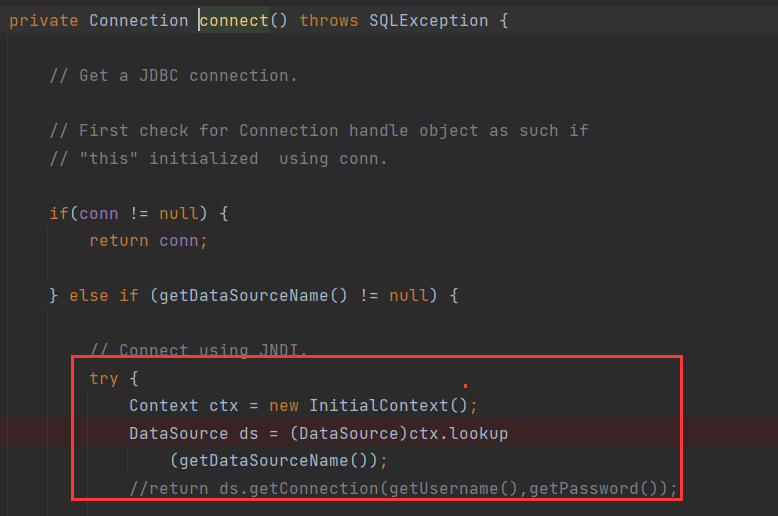 private Connection connect() throws SQLException {
// Get a JDBC connection.
// First check for Connection handle object as such if
// "this" initialized  using conn.
if(conn != null) {
return conn;
} else if (getDataSourceName() != null) {
// Connect using JNDI.
try {
Context ctx = new InitialContext();
DataSource ds = (DataSource)ctx.lookup
(getDataSourceName());
//return ds.getConnection(getUsername(),getPassword());